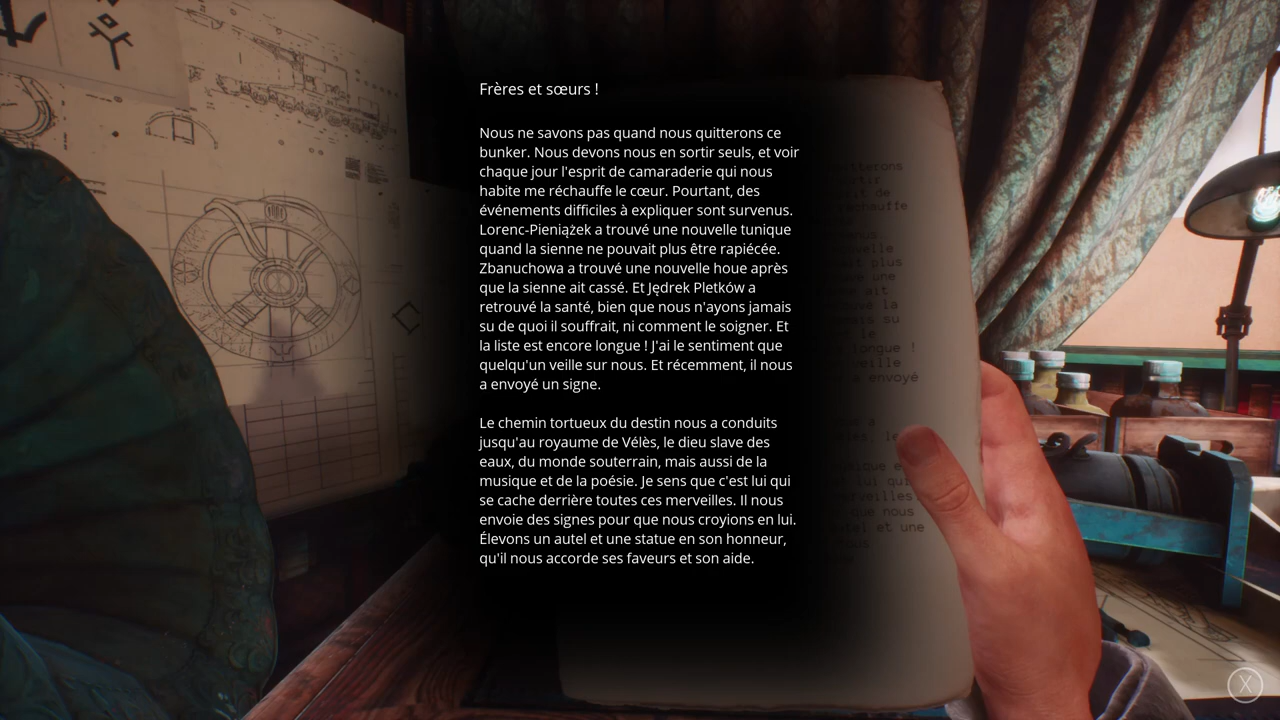 Frères et sœurs !
Nous ne savons pas quand nous quitterons ce
bunker. Nous devons nous en sortir seuls, et voir
chaque jour l'esprit de camaraderie qui nous
habite me réchauffe le cœur. Pourtant, des
événements difficiles à expliquer sont survenus.
Lorenc-Pieniążek a trouvé une nouvelle tunique
quand la sienne ne pouvait plus être rapiécée.
Zbanuchowa a trouvé une nouvelle houe après
que la sienne ait cassé. Et Jędrek Pletków a
retrouvé la santé, bien que nous n'ayons jamais
su de quoi il souffrait, ni comment le soigner. Et
la liste est encore longue ! J'ai le sentiment que
quelqu'un veille sur nous. Et récemment, il nous
a envoyé un signe.
Le chemin tortueux du destin nous a conduits
jusqu'au royaume de Vélès, le dieu slave des
eaux, du monde souterrain, mais aussi de la
musique et de la poésie. Je sens que c'est lui qui
se cache derrière toutes ces merveilles. Il nous
envoie des signes pour que nous croyions en lui.
Élevons un autel et une statue en son honneur,
qu'il nous accorde ses faveurs et son aide.
X